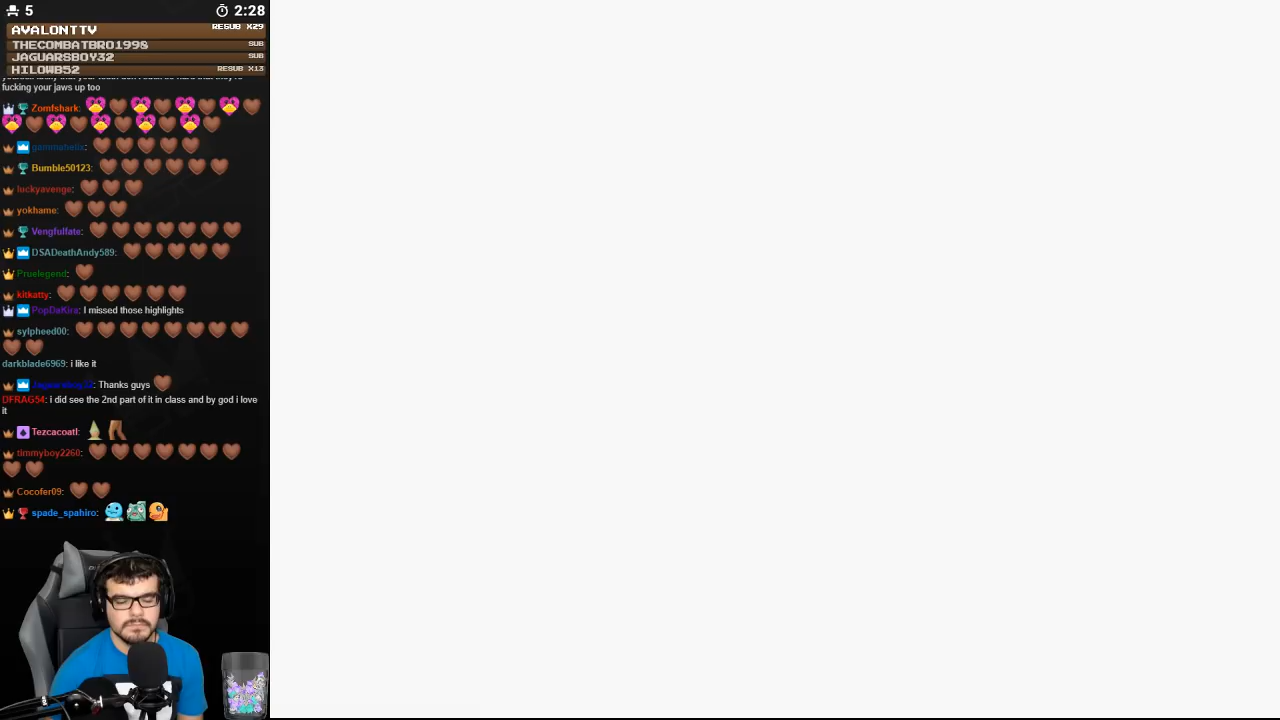 5 2:28
AVALONTTV RESUB X29
THECOMBATBRO1998 SUB
JAGUARSBOY32 SUB
HILOWB52 RESUB X13
fucking your jaws up too
Zomfshark:
gammahelix:
Bumble50123:
luckyavenge:
yokhame:
Vengfulfate:
DSADeathAndy589:
Pruelegend:
kitkatty:
PopDaKira: I missed those highlights
sylpheed00:
darkblade6969: i like it
Jaguarsboy32: Thanks guys
DFRAG54: i did see the 2nd part of it in class and by god i love
it
Tezcacoatl:
timmyboy2260:
Cocofer09:
spade_spahiro: